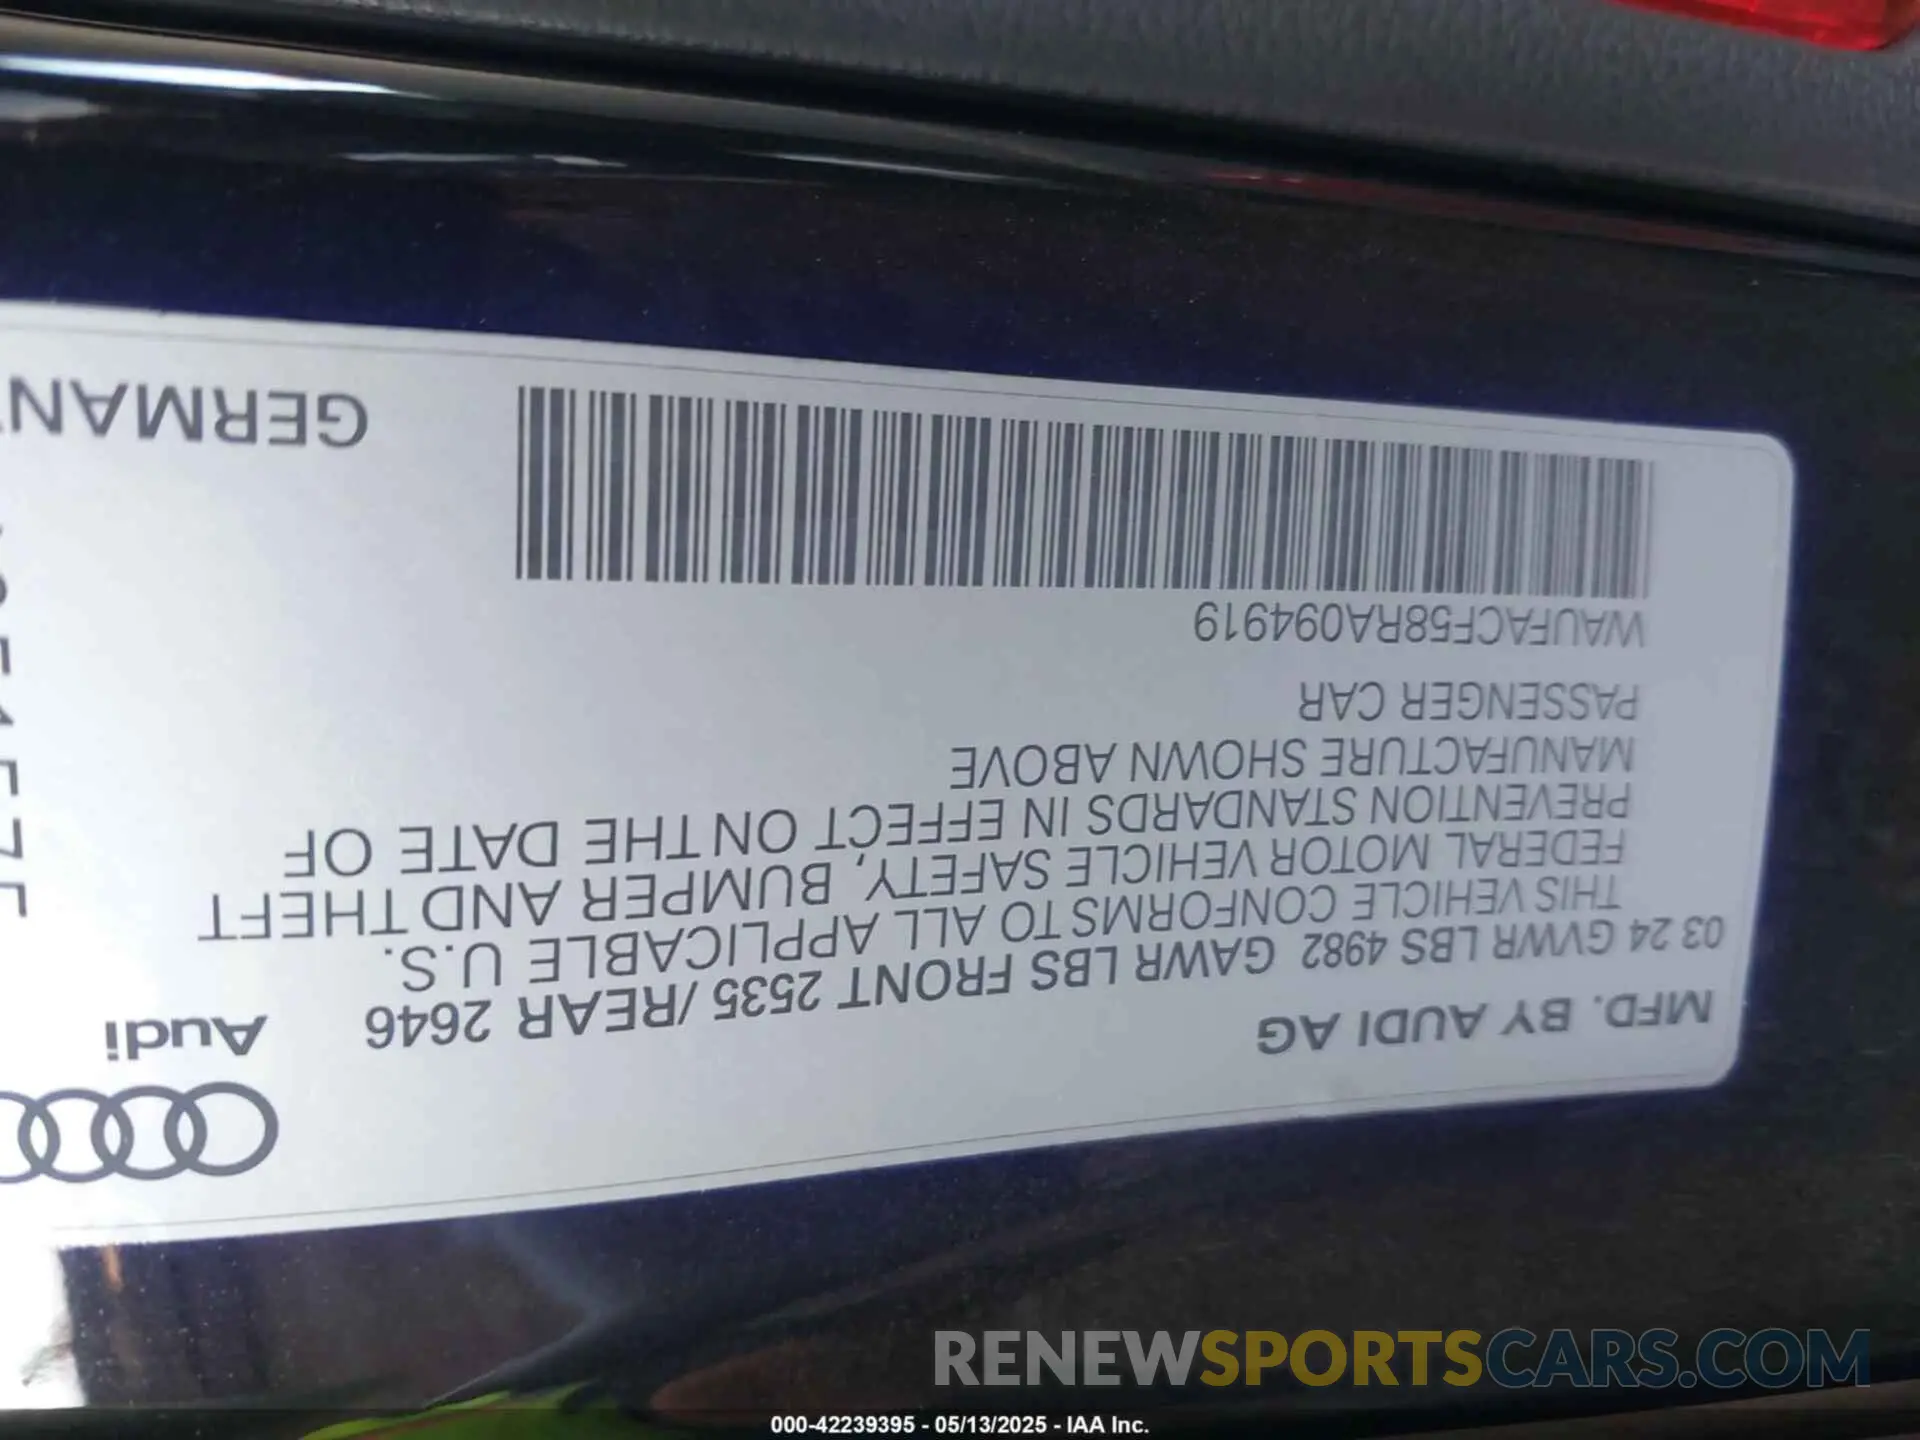 Audi
MFD. BY AUDI AG
03 24 GVWR LBS 4982 GAWR LBS FRONT 2535 /REAR 2646
THIS VEHICLE CONFORMS TO ALL APPLICABLE U.S.
FEDERAL MOTOR VEHICLE SAFETY, BUMPER AND THEFT
PREVENTION STANDARDS IN EFFECT ON THE DATE OF
MANUFACTURE SHOWN ABOVE
PASSENGER CAR
WAUFACF58RA094919
GERMANY
RENEWSPORTSCARS.COM
000-42239395 - 05/13/2025 - IAA Inc.